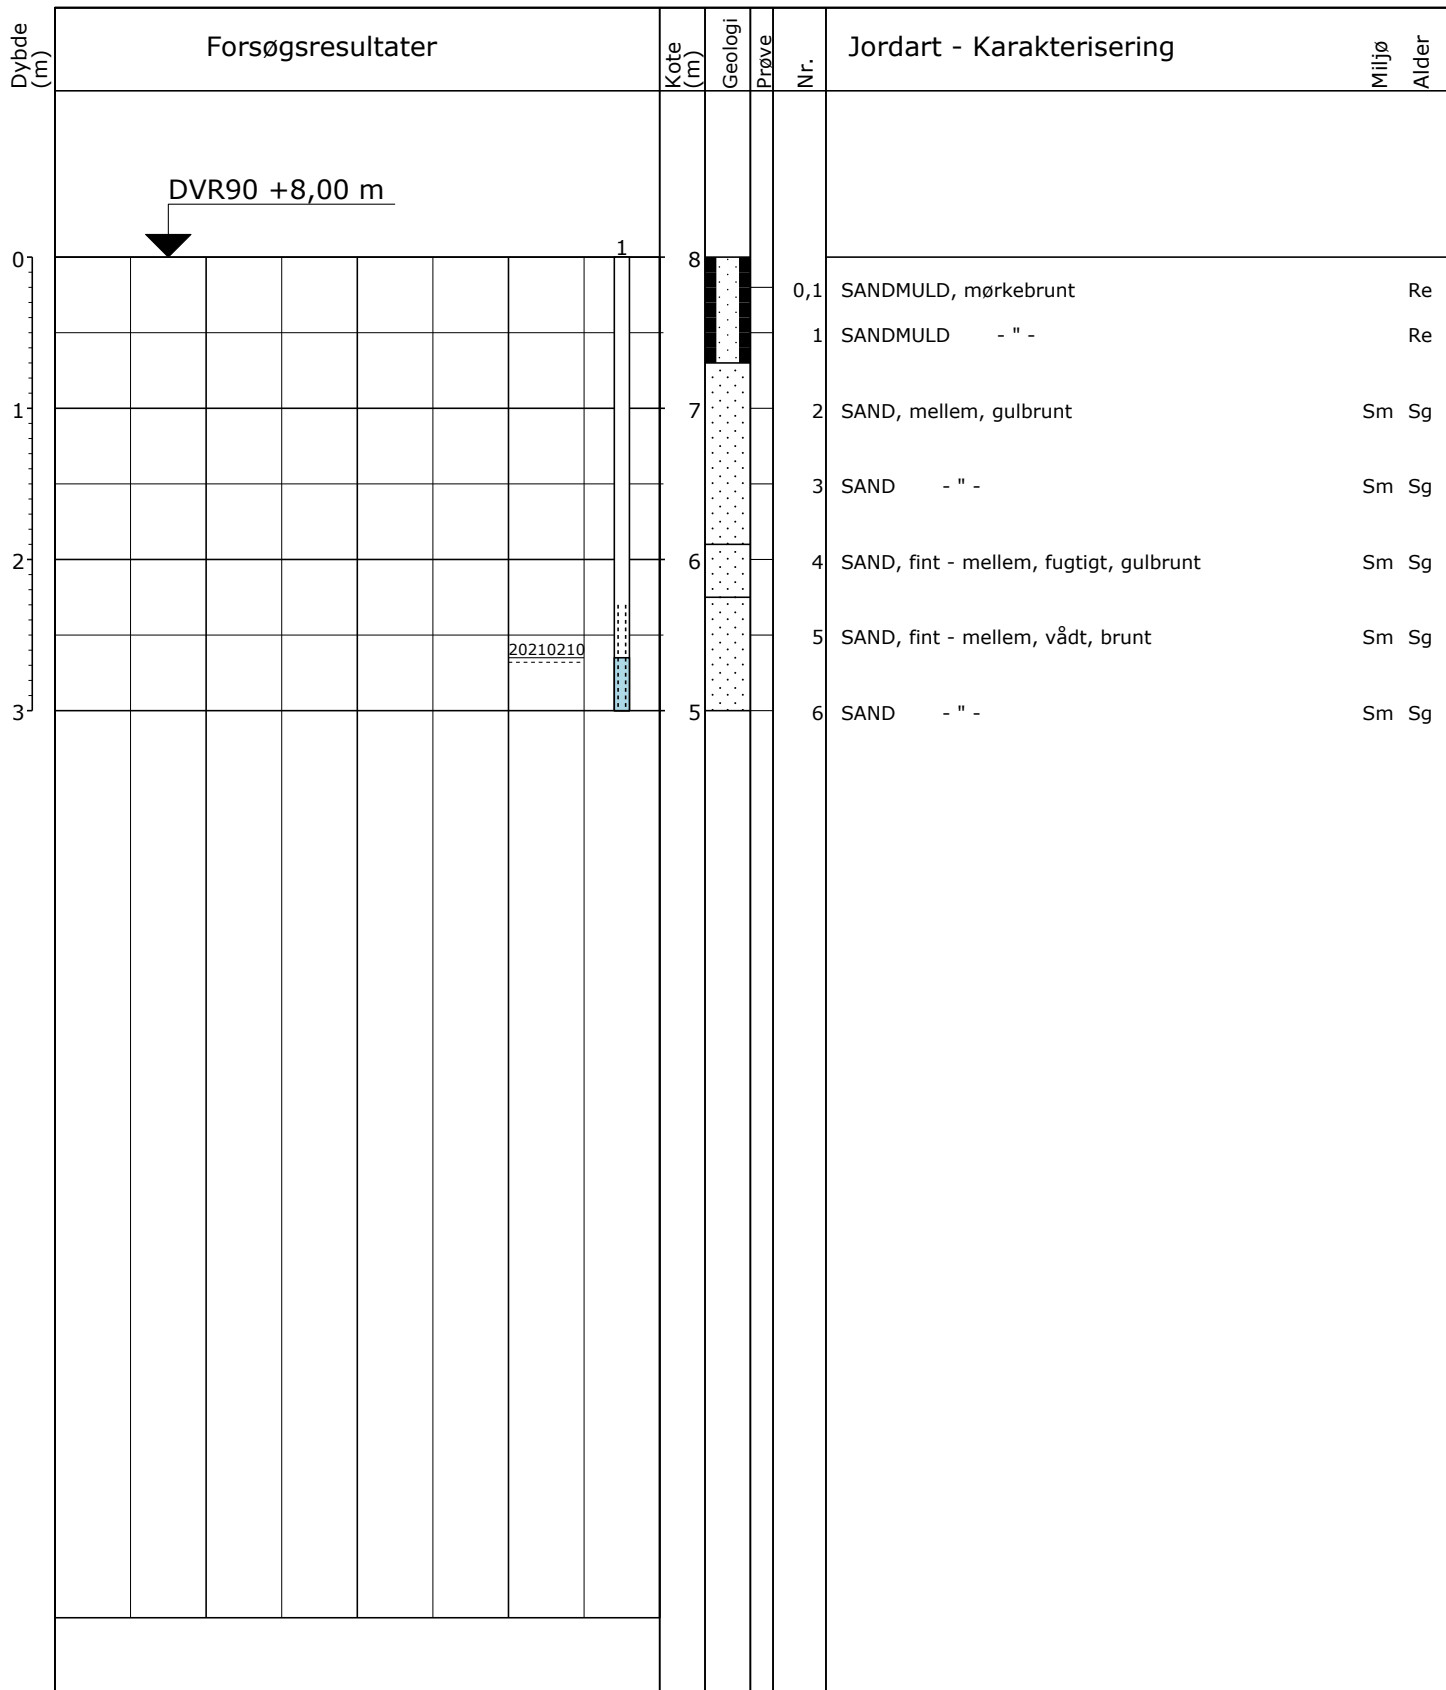 Dybde (m)
Forsøgsresultater
Kote (m)
Geologi
Prøve
Nr.
Jordart - Karakterisering
Miljø
Alder
DVR90 +8,00 m
1
0
8
0,1 SANDMULD, mørkebrunt Re
1 SANDMULD - " - Re
1
7
2 SAND, mellem, gulbrunt Sm Sg
3 SAND - " - Sm Sg
2
6
4 SAND, fint - mellem, fugtigt, gulbrunt Sm Sg
5 SAND, fint - mellem, vådt, brunt Sm Sg
20210210
3
5
6 SAND - " - Sm Sg